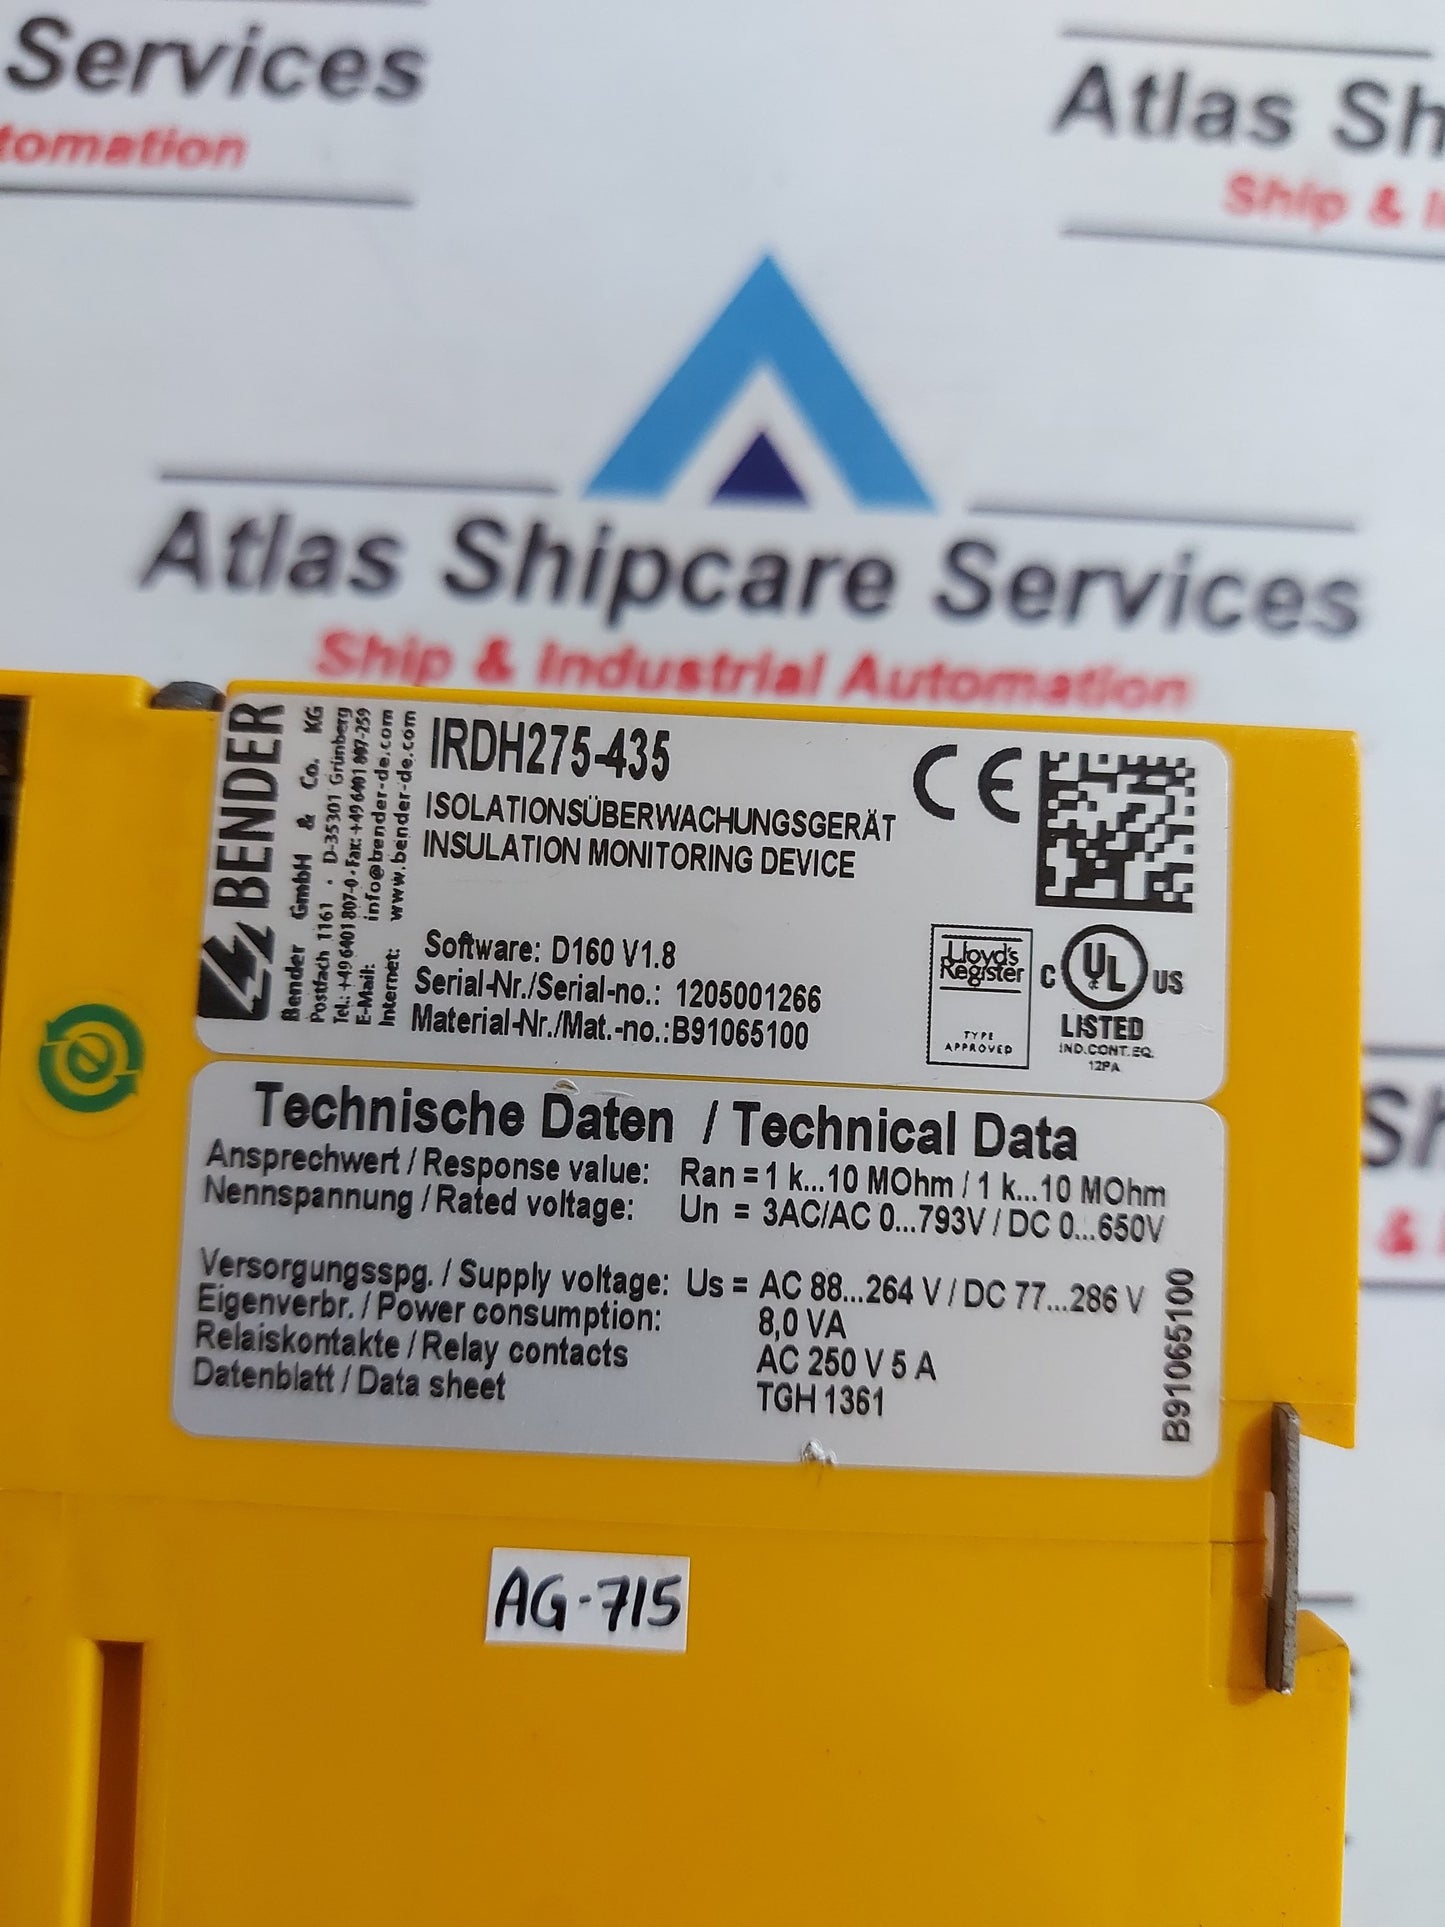 Services
tomation
Atlas Sh
Ship & I
Atlas Shipcare Services
Ship & Industrial Automation
BENDER
Bender GmbH & Co. KG
Postfach 1161 • D-35301 Grünberg
Tel.: +49 6401 807-0 • Fax: +49 6401 807-259
E-Mail: info@bender-de.com
Internet: www.bender-de.com
IRDH275-435
ISOLATIONSÜBERWACHUNGSGERÄT
INSULATION MONITORING DEVICE
Software: D160 V1.8
Serial-Nr./Serial-no.: 1205001266
Material-Nr./Mat.-no.:B91065100
CE
Lloyd's
Register
TYPE
APPROVED
C UL US
LISTED
IND.CONT.EQ.
12PA
e
Technische Daten / Technical Data
Ansprechwert / Response value: Ran = 1 k...10 MOhm / 1 k...10 MOhm
Nennspannung / Rated voltage: Un = 3AC/AC 0...793V / DC 0...650V
Versorgungsspg. / Supply voltage: Us = AC 88...264 V / DC 77...286 V
Eigenverbr. / Power consumption: 8,0 VA
Relaiskontakte / Relay contacts AC 250 V 5 A
Datenblatt / Data sheet TGH 1361
B91065100
AG-715
Sh
&